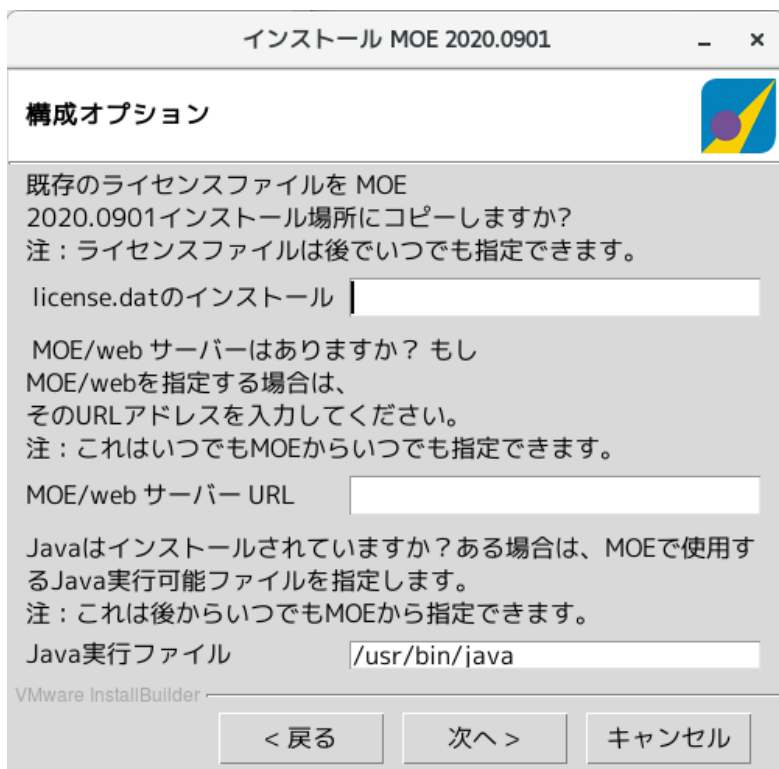 インストール MOE 2020.0901
構成オプション
既存のライセンスファイルを MOE
2020.0901インストール場所にコピーしますか?
注：ライセンスファイルは後でいつでも指定できます。
license.datのインストール
MOE/web サーバーはありますか？ もし
MOE/webを指定する場合は、
そのURLアドレスを入力してください。
注：これはいつでもMOEからいつでも指定できます。
MOE/web サーバー URL
Javaはインストールされていますか？ある場合は、MOEで使用す
るJava実行可能ファイルを指定します。
注：これは後からいつでもMOEから指定できます。
Java実行ファイル /usr/bin/java
VMware InstallBuilder
< 戻る 次へ > キャンセル